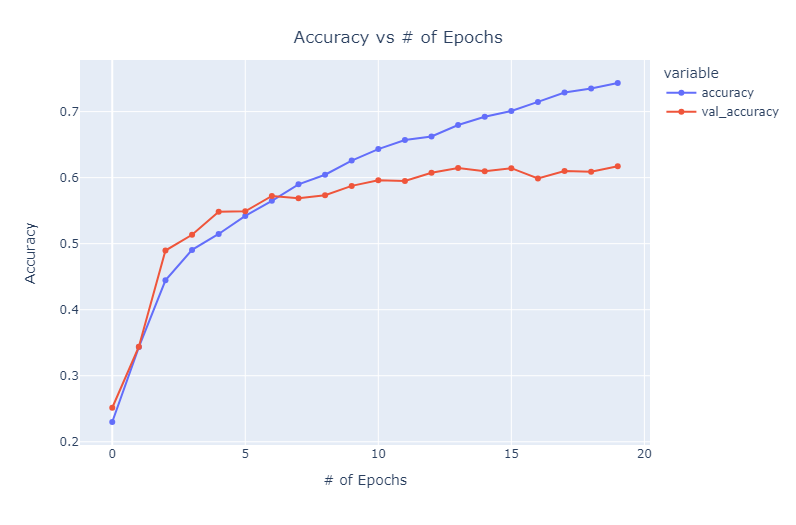 Accuracy vs # of Epochs
variable
accuracy
val_accuracy
Accuracy
0.7
0.6
0.5
0.4
0.3
0.2
0
5
10
15
20
# of Epochs